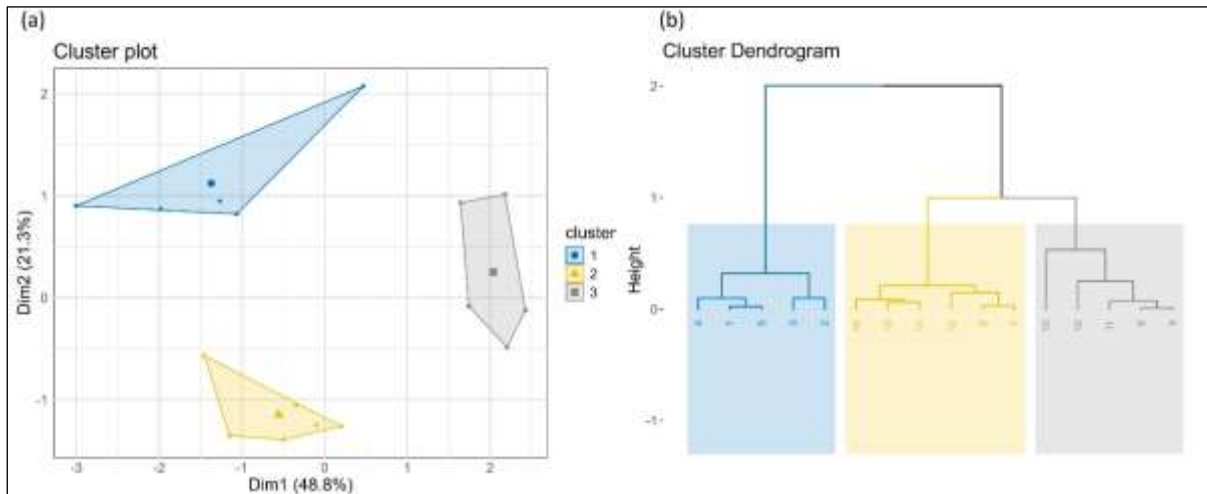 (a)
Cluster plot
2
1
0
-1
Dim2 (21.3%)
-3 -2 -1 0 1 2
Dim1 (48.8%)
cluster
1
2
3
(b)
Cluster Dendrogram
2
1
0
-1
Height